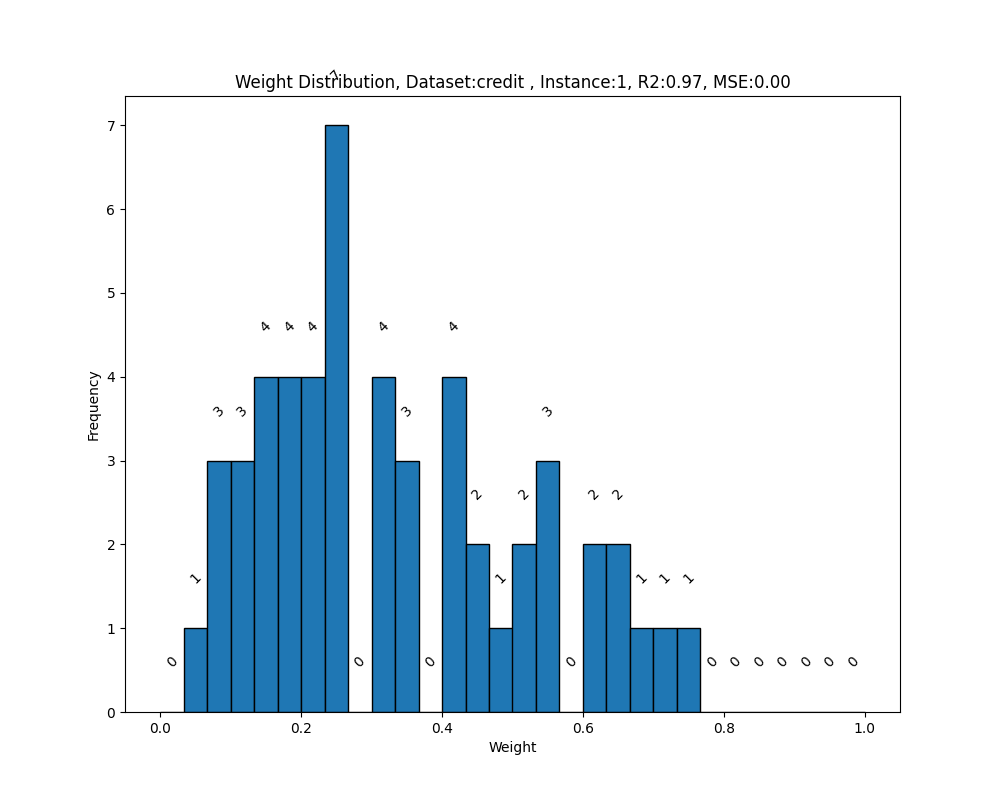 7
Weight Distribution, Dataset:credit , Instance:1, R2:0.97, MSE:0.00
7
6
5
4 4 4 4 4
4
3 3 3 3
3
2 2 2 2
2
1 1 1 1 1
1
0 0 0 0 0 0 0 0 0 0 0
0
0.0 0.2 0.4 0.6 0.8 1.0
Frequency
Weight